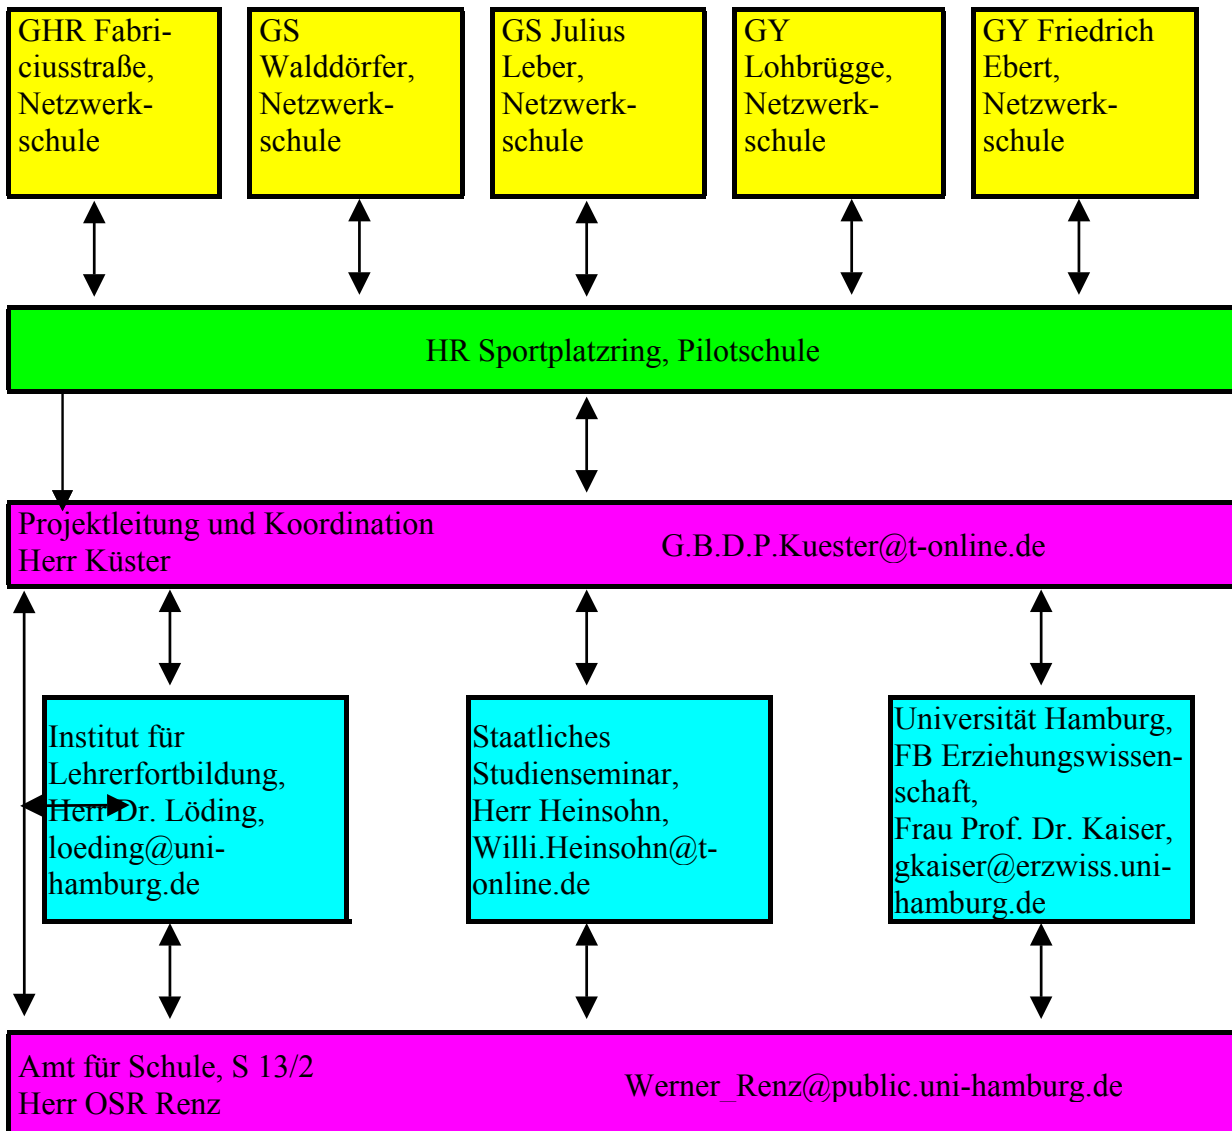 GHR Fabri-
ciusstraße,
Netzwerk-
schule
GS
Walddörfer,
Netzwerk-
schule
GS Julius
Leber,
Netzwerk-
schule
GY
Lohbrügge,
Netzwerk-
schule
GY Friedrich
Ebert,
Netzwerk-
schule
HR Sportplatzring, Pilotschule
Projektleitung und Koordination
Herr Küster
G.B.D.P.Kuester@t-online.de
Institut für
Lehrerfortbildung,
Herr Dr. Löding,
loeding@uni-
hamburg.de
Staatliches
Studienseminar,
Herr Heinsohn,
Willi.Heinsohn@t-
online.de
Universität Hamburg,
FB Erziehungswissen-
schaft,
Frau Prof. Dr. Kaiser,
gkaiser@erzwiss.uni-
hamburg.de
Amt für Schule, S 13/2
Herr OSR Renz
Werner_Renz@public.uni-hamburg.de